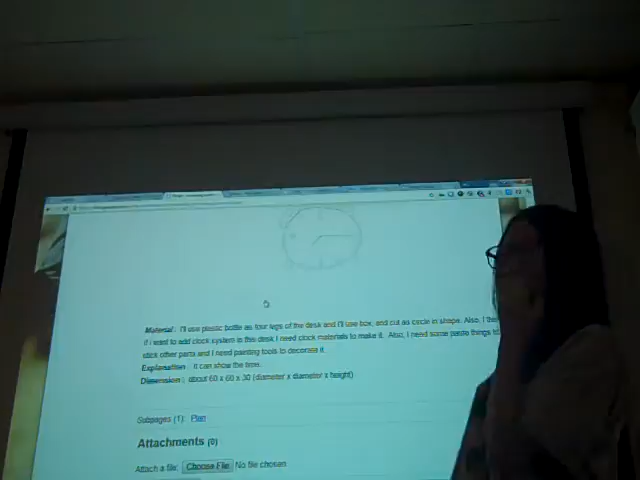 Material : I'll use plastic bottle as four legs of the desk and I'll use box, and cut as circle in shape. Also, I
if i want to add clock system in this desk I need clock materials to make it. Also, I need some paste things to
stick other parts and I need painting tools to decorate it.
Explanation : It can show the time.
Dimension : about 60 x 60 x 30 (diameter x diameter x height)
Subpages (1): Plan
Attachments (0)
Attach a file: Choose File No file chosen